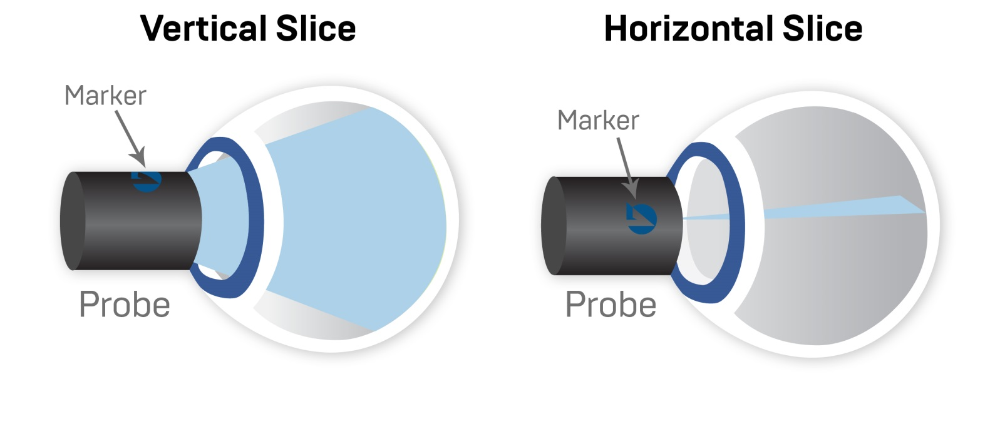 Vertical Slice
Horizontal Slice
Marker
Marker
Probe
Probe